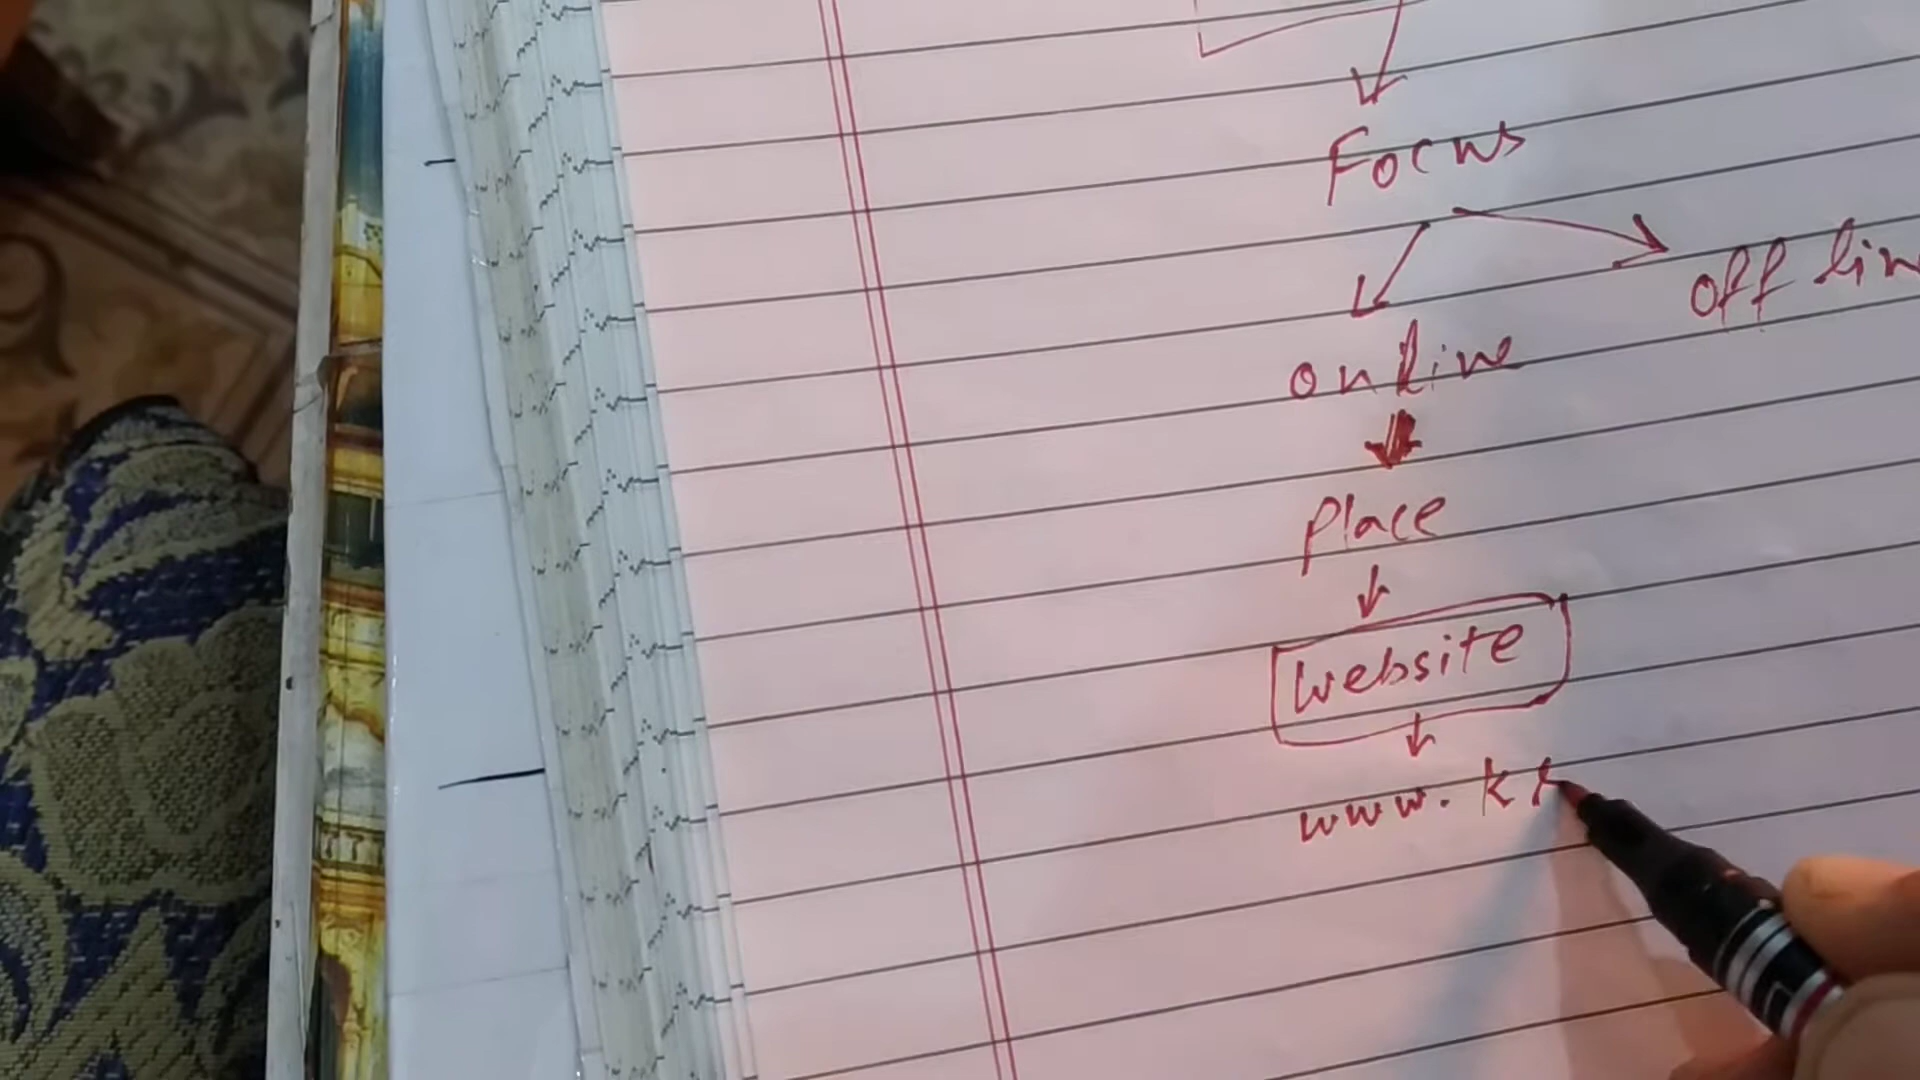 Focus
off lin
online
place
website
www. k